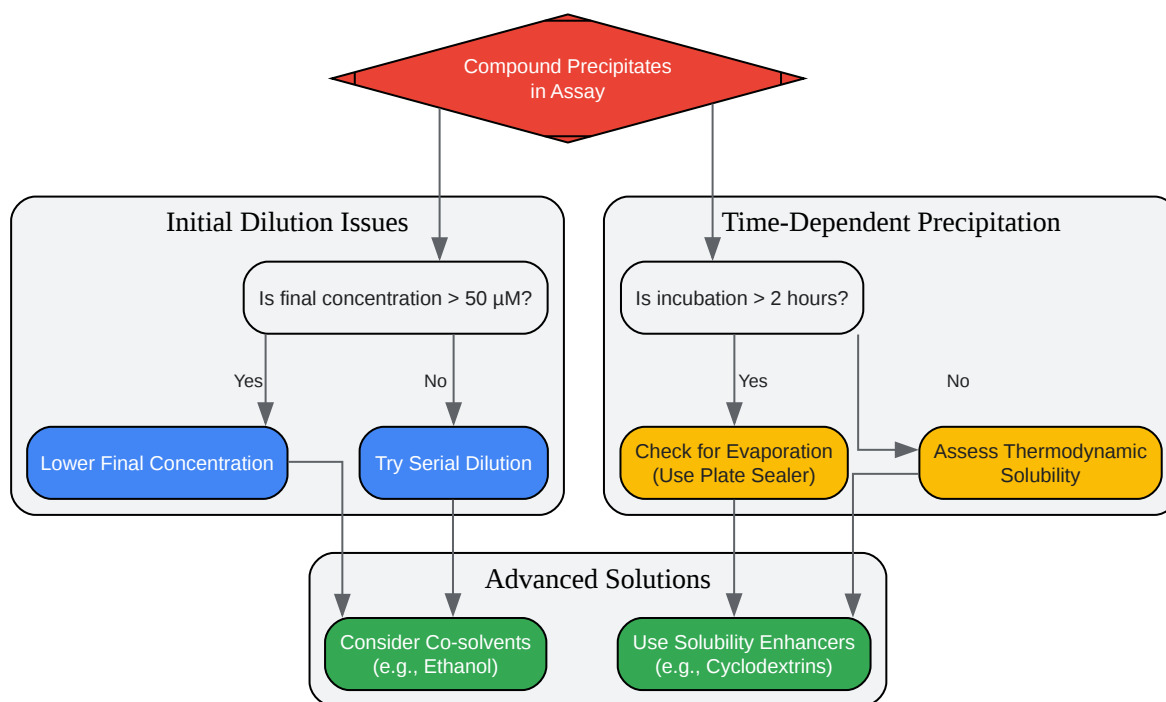 Compound Precipitates
in Assay
Initial Dilution Issues
Time-Dependent Precipitation
Is final concentration > 50 µM?
Is incubation > 2 hours?
Yes
No
Yes
No
Lower Final Concentration
Try Serial Dilution
Check for Evaporation
(Use Plate Sealer)
Assess Thermodynamic
Solubility
Advanced Solutions
Consider Co-solvents
(e.g., Ethanol)
Use Solubility Enhancers
(e.g., Cyclodextrins)